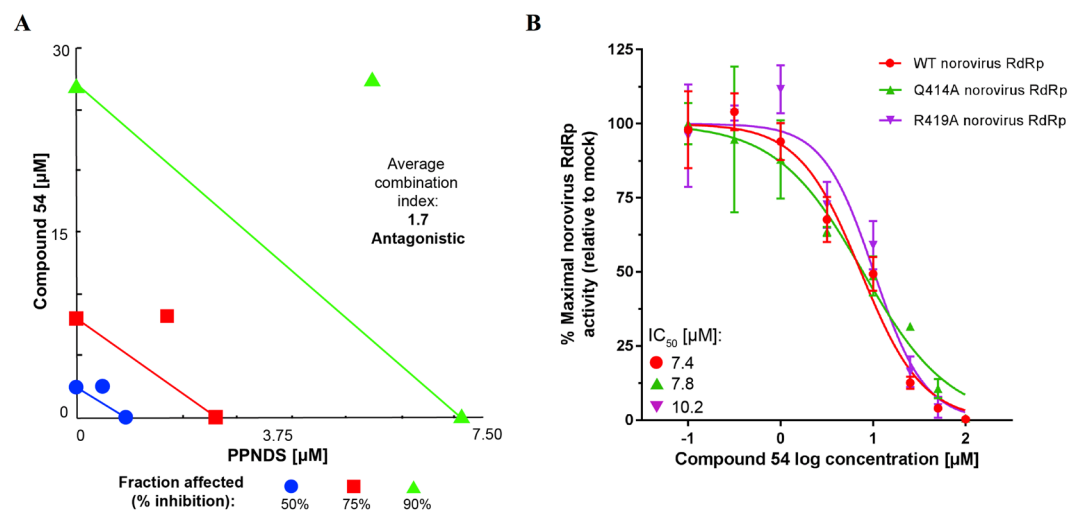 A
Compound 54 [µM]
30
15
0
0
3.75
7.50
PPNDS [µM]
Average
combination
index:
1.7
Antagonistic
Fraction affected
(% inhibition):
50%
75%
90%
B
% Maximal norovirus RdRp
activity (relative to mock)
125
100
75
50
25
0
-1
0
1
2
Compound 54 log concentration [µM]
WT norovirus RdRp
Q414A norovirus RdRp
R419A norovirus RdRp
IC50 [µM]:
7.4
7.8
10.2